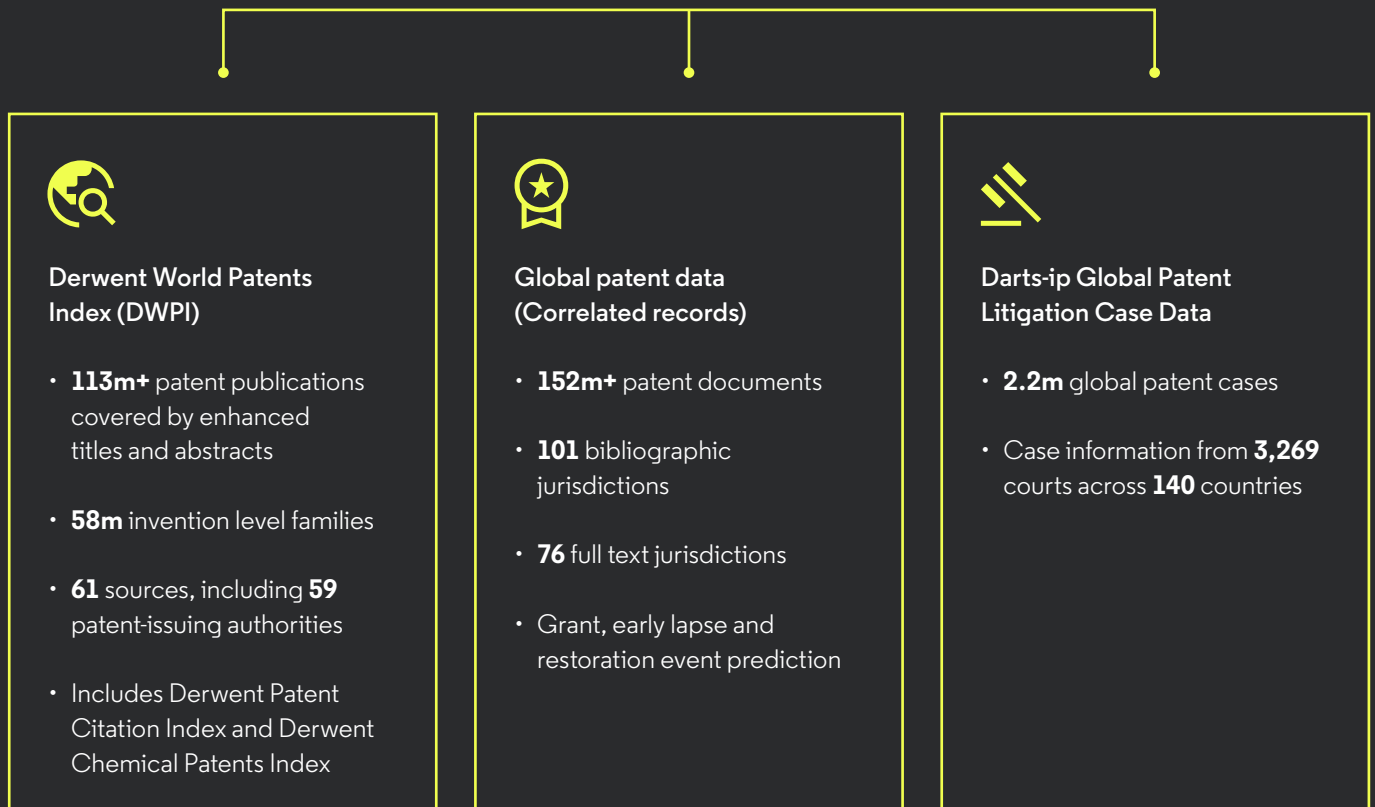 Derwent World Patents
Index (DWPI)
• 113m+ patent publications
covered by enhanced
titles and abstracts
• 58m invention level families
• 61 sources, including 59
patent-issuing authorities
• Includes Derwent Patent
Citation Index and Derwent
Chemical Patents Index
Global patent data
(Correlated records)
• 152m+ patent documents
• 101 bibliographic
jurisdictions
• 76 full text jurisdictions
• Grant, early lapse and
restoration event prediction
Darts-ip Global Patent
Litigation Case Data
• 2.2m global patent cases
• Case information from 3,269
courts across 140 countries